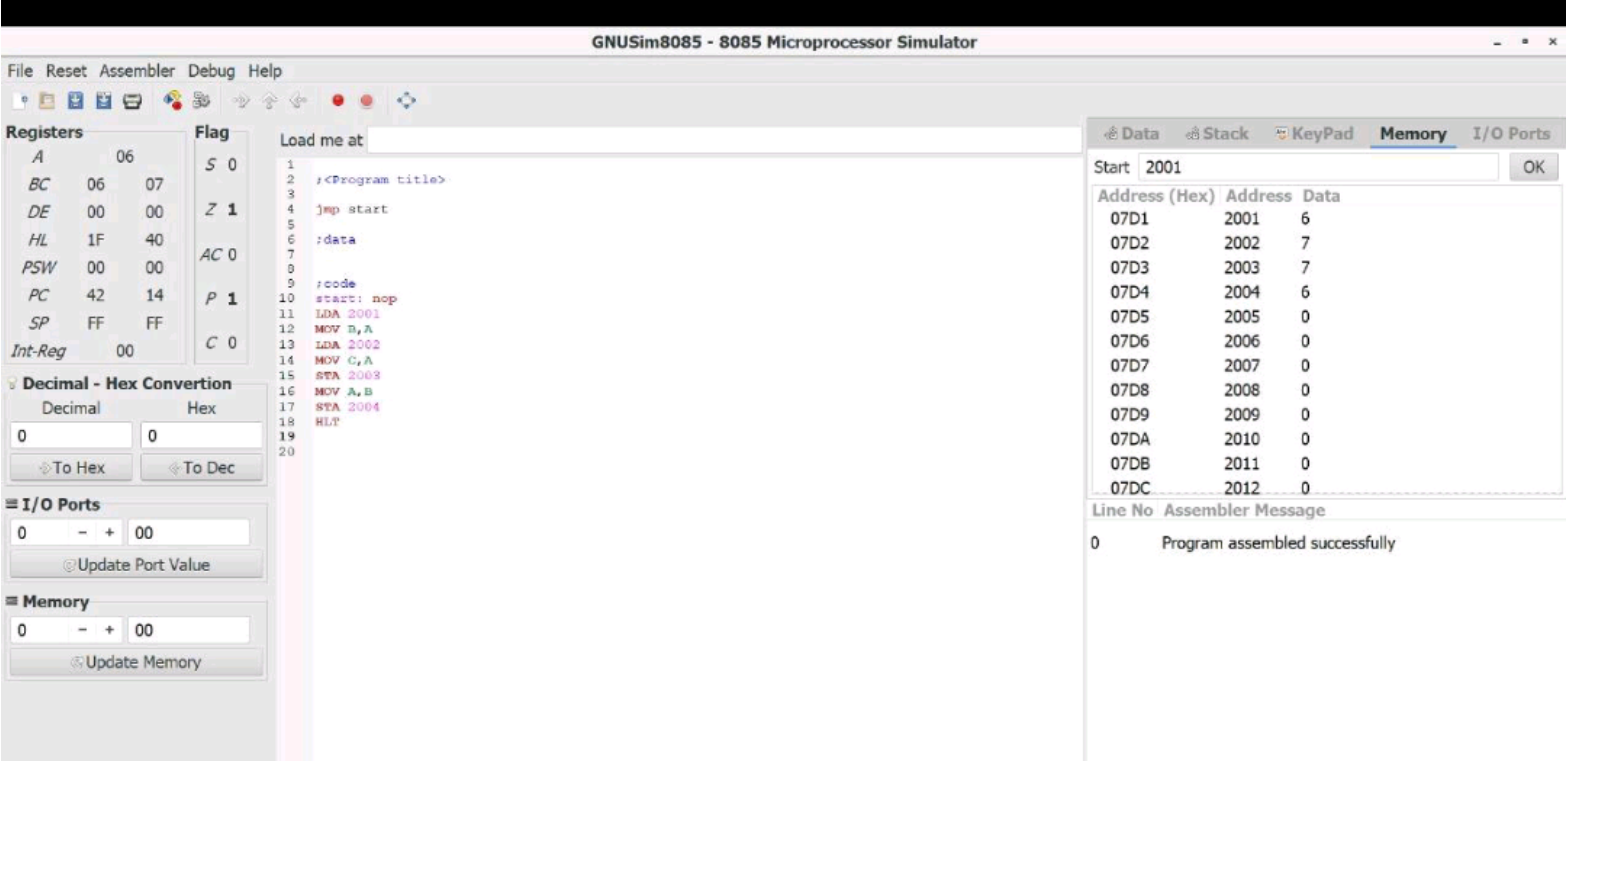 GNUSim8085 - 8085 Microprocessor Simulator
File Reset Assembler Debug Help
Registers
A 06
BC 06 07
DE 00 00
HL 1F 40
PSW 00 00
PC 42 14
SP FF FF
Int-Reg 00
Flag
S 0
Z 1
AC 0
P 1
C 0
Decimal - Hex Convertion
Decimal Hex
0 0
To Hex To Dec
I/O Ports
0 - + 00
Update Port Value
Memory
0 - + 00
Update Memory
Load me at
1
2 ;<Program title>
3
4 jmp start
5
6 ;data
7
8
9 ;code
10 start: nop
11 LDA 2001
12 MOV B,A
13 LDA 2002
14 MOV C,A
15 STA 2003
16 MOV A,B
17 STA 2004
18 HLT
19
20
Data Stack KeyPad Memory I/O Ports
Start 2001 OK
Address (Hex) Address Data
07D1 2001 6
07D2 2002 7
07D3 2003 7
07D4 2004 6
07D5 2005 0
07D6 2006 0
07D7 2007 0
07D8 2008 0
07D9 2009 0
07DA 2010 0
07DB 2011 0
07DC 2012 0
Line No Assembler Message
0 Program assembled successfully